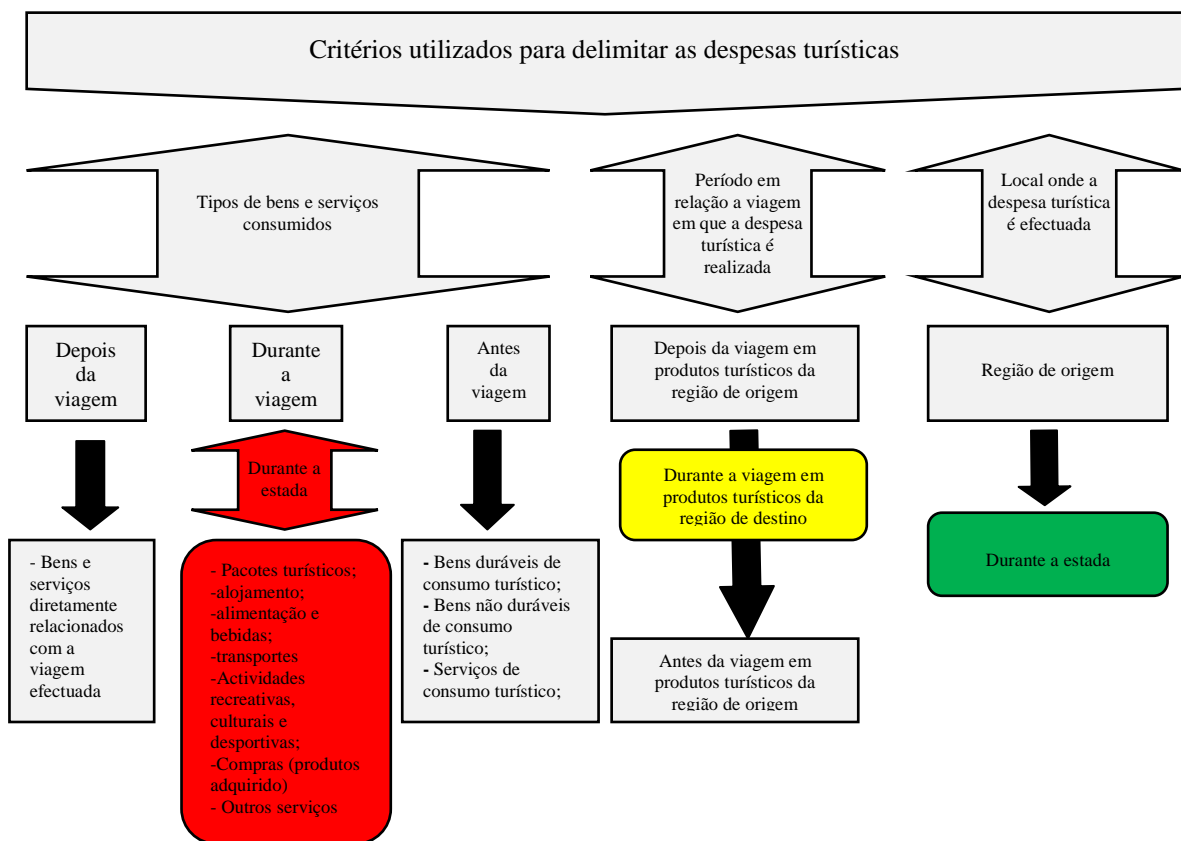 Critérios utilizados para delimitar as despesas turísticas
Tipos de bens e serviços
consumidos
Período em
relação a viagem
em que a despesa
turística é
realizada
Local onde a
despesa turística
é efectuada
Depois
da
viagem
Durante
a
viagem
Antes
da
viagem
Depois da viagem em
produtos turísticos da
região de origem
Região de origem
Durante a
estada
Durante a viagem em
produtos turísticos da
região de destino
Durante a estada
- Bens e
serviços
diretamente
relacionados
com a
viagem
efectuada
- Pacotes turísticos;
-alojamento;
-alimentação e
bebidas;
-transportes
-Actividades
recreativas,
culturais e
desportivas;
-Compras (produtos
adquirido)
- Outros serviços
- Bens duráveis de
consumo turístico;
- Bens não duráveis
de consumo
turístico;
- Serviços de
consumo turístico;
Antes da viagem em
produtos turísticos da
região de origem